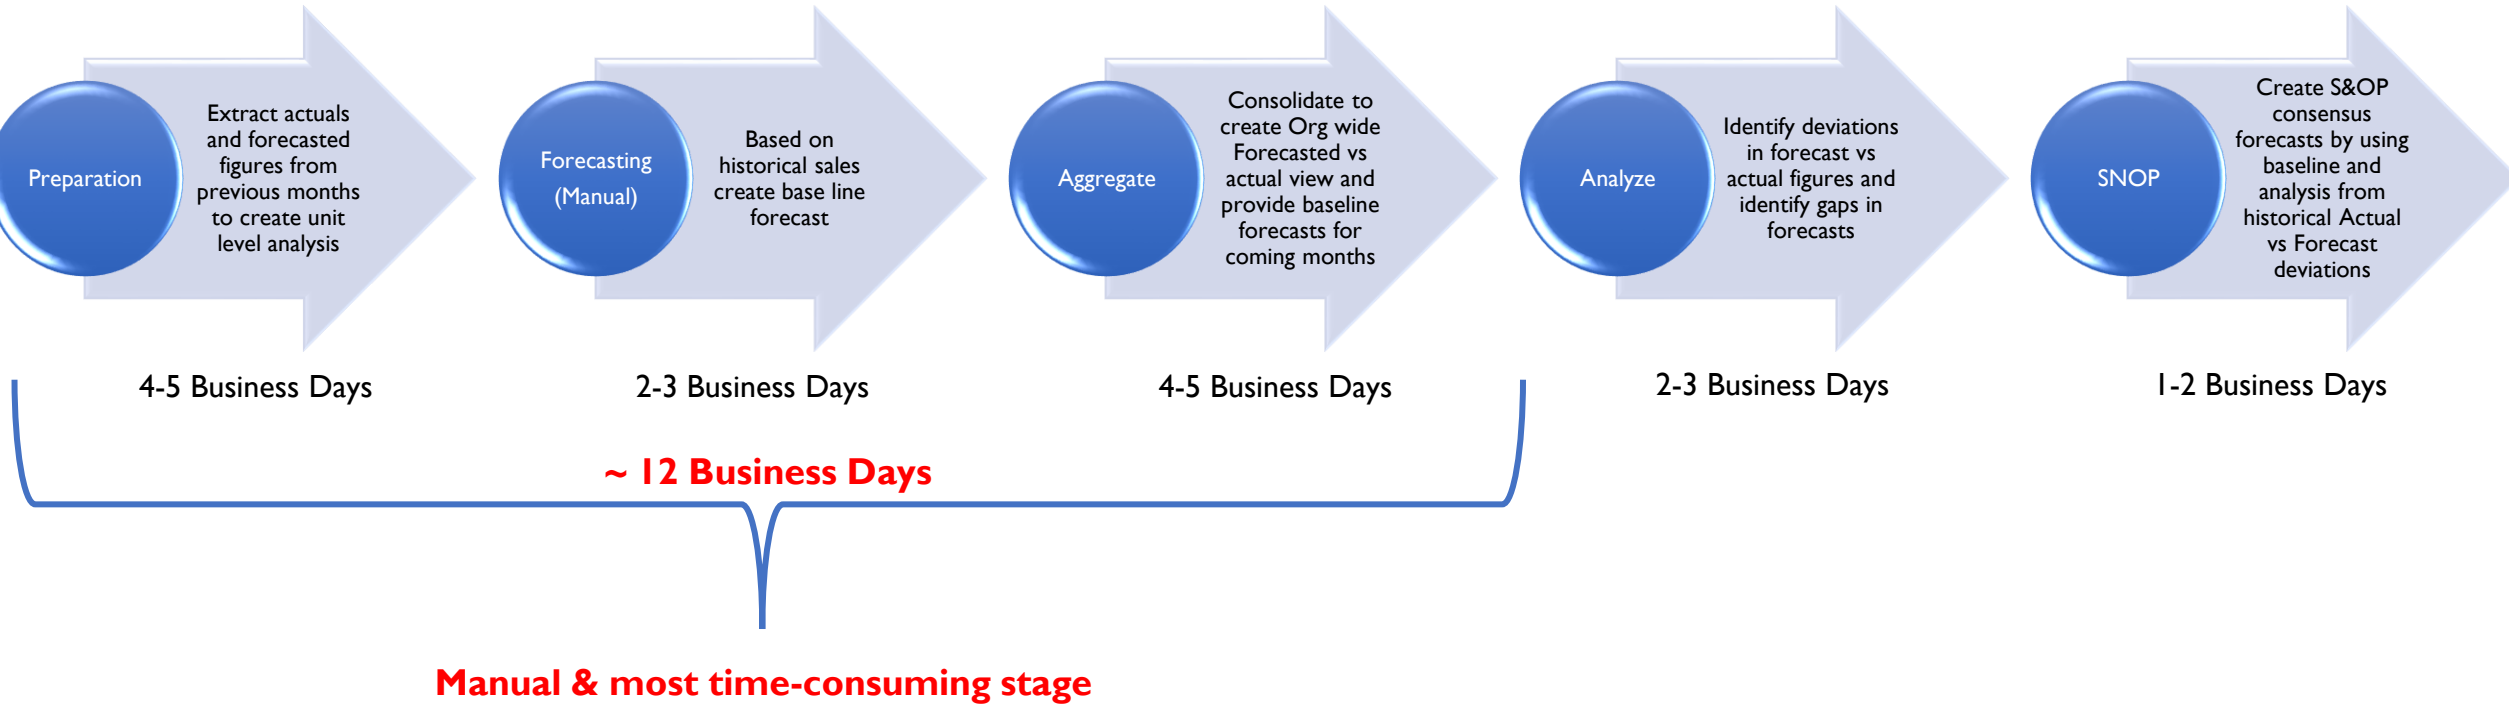 Preparation
Extract actuals
and forecasted
figures from
previous months
to create unit
level analysis
Forecasting
(Manual)
Based on
historical sales
create base line
forecast
Aggregate
Consolidate to
create Org wide
Forecasted vs
actual view and
provide baseline
forecasts for
coming months
Analyze
Identify deviations
in forecast vs
actual figures and
identify gaps in
forecasts
SNOP
Create S&OP
consensus
forecasts by using
baseline and
analysis from
historical Actual
vs Forecast
deviations
4-5 Business Days
2-3 Business Days
4-5 Business Days
2-3 Business Days
1-2 Business Days
~ 12 Business Days
Manual & most time-consuming stage